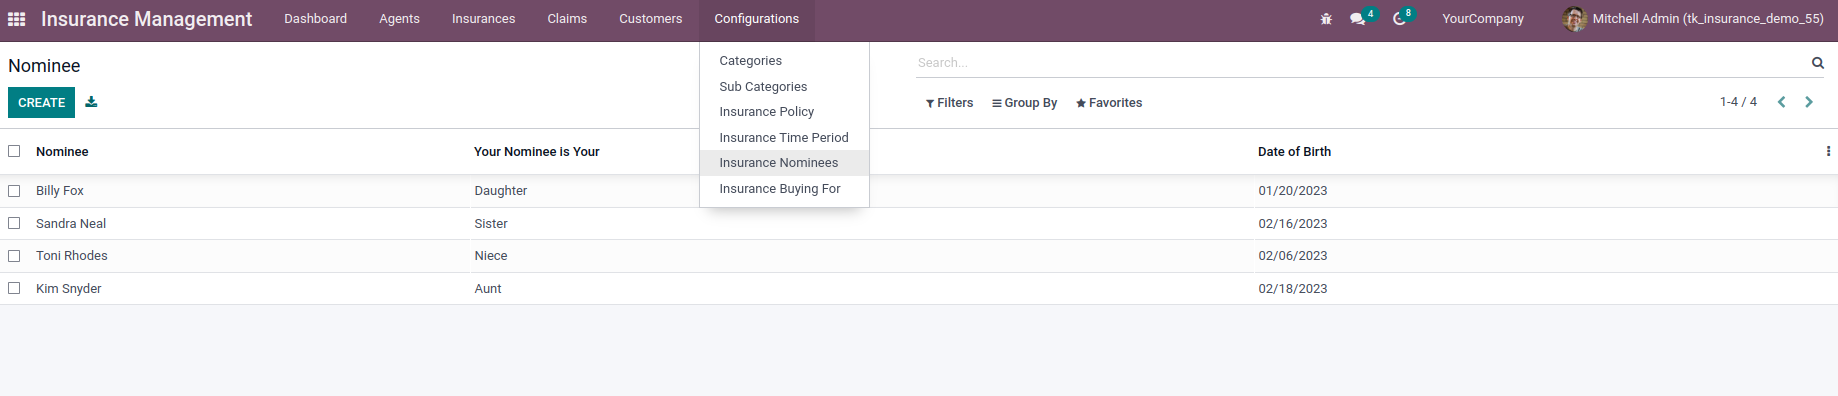 Insurance Management Dashboard Agents Insurances Claims Customers Configurations 4 8 YourCompany Mitchell Admin (tk_insurance_demo_55)
Nominee
Search...
CREATE
Filters Group By Favorites 1-4 / 4
Categories
Sub Categories
Insurance Policy
Insurance Time Period
Insurance Nominees
Insurance Buying For
Nominee Your Nominee is Your Date of Birth
Billy Fox Daughter 01/20/2023
Sandra Neal Sister 02/16/2023
Toni Rhodes Niece 02/06/2023
Kim Snyder Aunt 02/18/2023